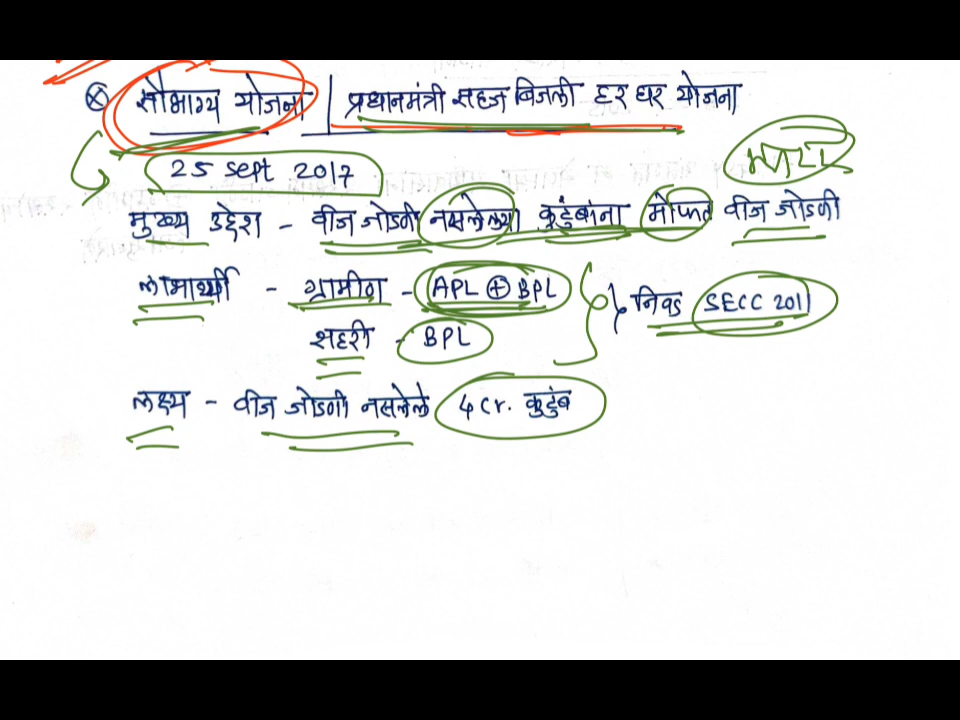 सौभाग्य योजना | प्रधानमंत्री सहज बिजली हर घर योजना
25 sept 2017
मुख्य उद्देश - वीज जोडणी नसलेल्या कुटुंबांना मोफत वीज जोडणी
लाभार्थी - ग्रामीण - APL + BPL
शहरी - BPL
निवड SECC 2011
लक्ष्य - वीज जोडणी नसलेले 4 Cr. कुटुंब